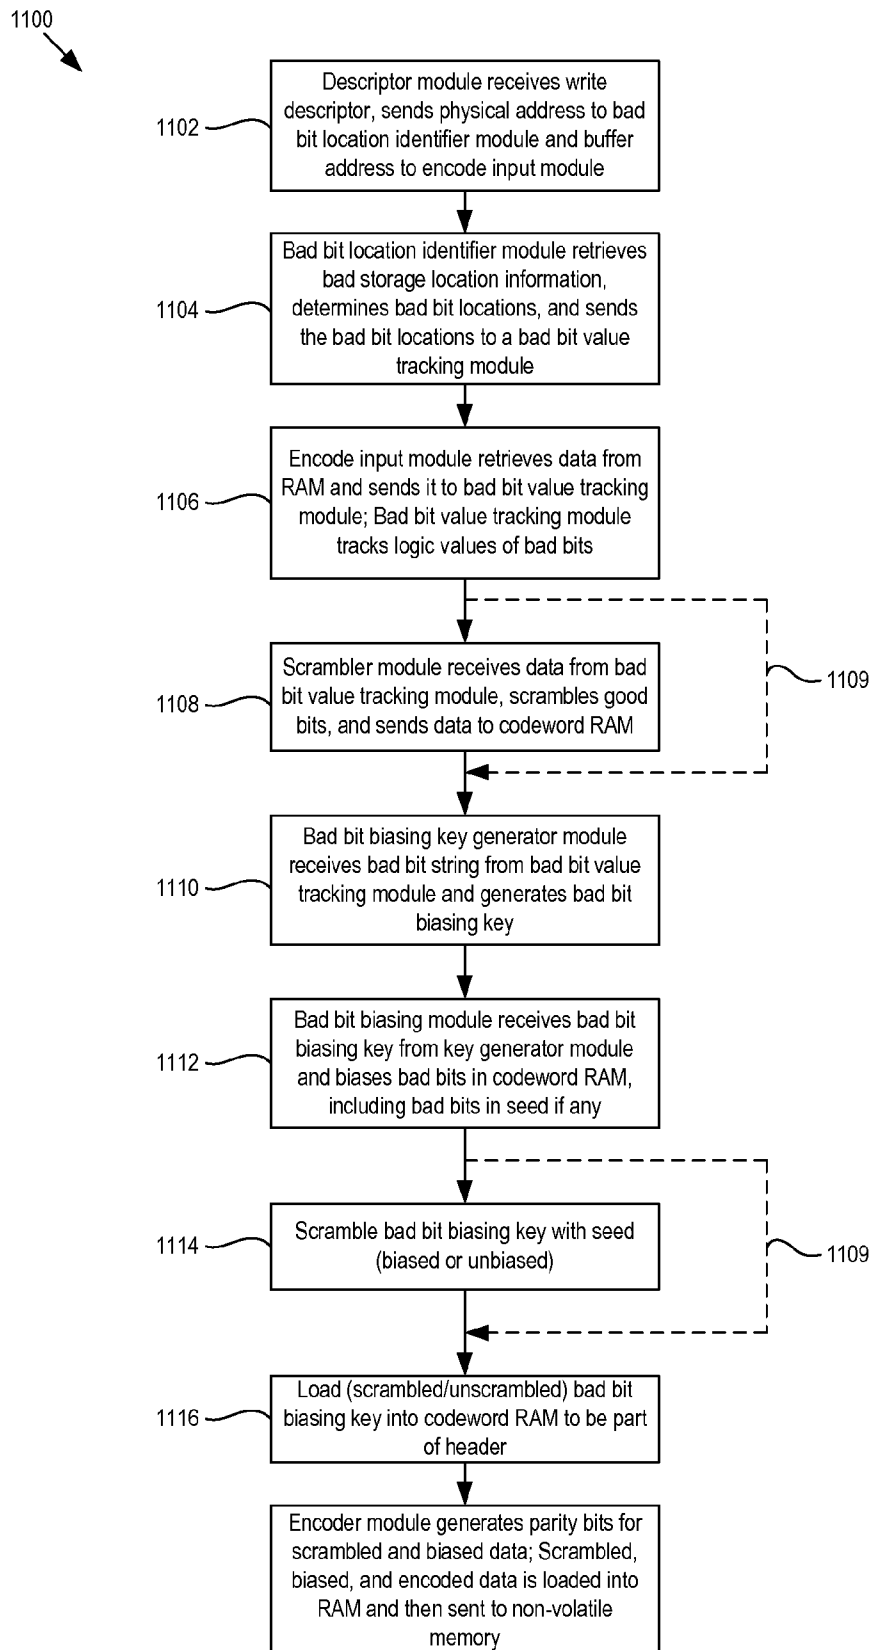 1100
Descriptor module receives write
descriptor, sends physical address to bad
bit location identifier module and buffer
address to encode input module
1102
Bad bit location identifier module retrieves
bad storage location information,
determines bad bit locations, and sends
the bad bit locations to a bad bit value
tracking module
1104
Encode input module retrieves data from
RAM and sends it to bad bit value tracking
module; Bad bit value tracking module
tracks logic values of bad bits
1106
Scrambler module receives data from bad
bit value tracking module, scrambles good
bits, and sends data to codeword RAM
1108
1109
Bad bit biasing key generator module
receives bad bit string from bad bit value
tracking module and generates bad bit
biasing key
1110
Bad bit biasing module receives bad bit
biasing key from key generator module
and biases bad bits in codeword RAM,
including bad bits in seed if any
1112
Scramble bad bit biasing key with seed
(biased or unbiased)
1114
1109
Load (scrambled/unscrambled) bad bit
biasing key into codeword RAM to be part
of header
1116
Encoder module generates parity bits for
scrambled and biased data; Scrambled,
biased, and encoded data is loaded into
RAM and then sent to non-volatile
memory